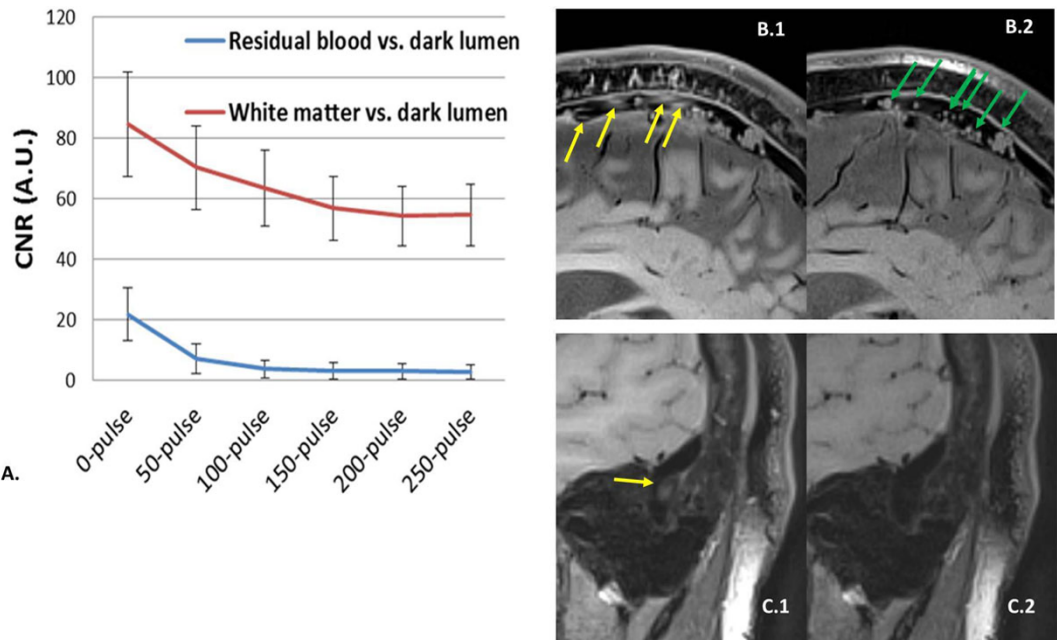 120
100
80
60
40
20
0
CNR (A.U.)
Residual blood vs. dark lumen
White matter vs. dark lumen
0-pulse
50-pulse
100-pulse
150-pulse
200-pulse
250-pulse
A.
B.1
B.2
C.1
C.2